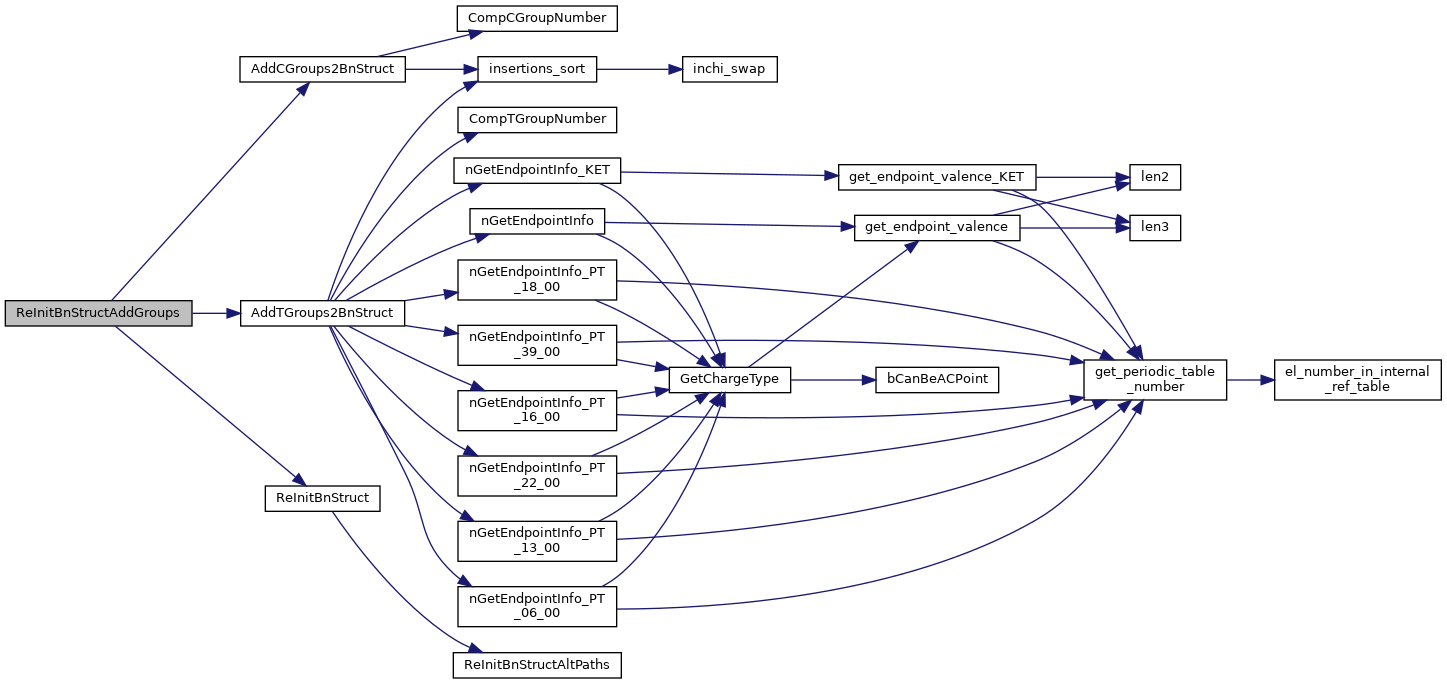 CompCGroupNumber
AddCGroups2BnStruct
insertions_sort
inchi_swap
CompTGroupNumber
nGetEndpointInfo_KET
get_endpoint_valence_KET
len2
nGetEndpointInfo
get_endpoint_valence
len3
nGetEndpointInfo_PT
_18_00
ReInitBnStructAddGroups
AddTGroups2BnStruct
nGetEndpointInfo_PT
_39_00
GetChargeType
bCanBeACPoint
get_periodic_table
_number
el_number_in_internal
_ref_table
nGetEndpointInfo_PT
_16_00
nGetEndpointInfo_PT
_22_00
ReInitBnStruct
nGetEndpointInfo_PT
_13_00
nGetEndpointInfo_PT
_06_00
ReInitBnStructAltPaths